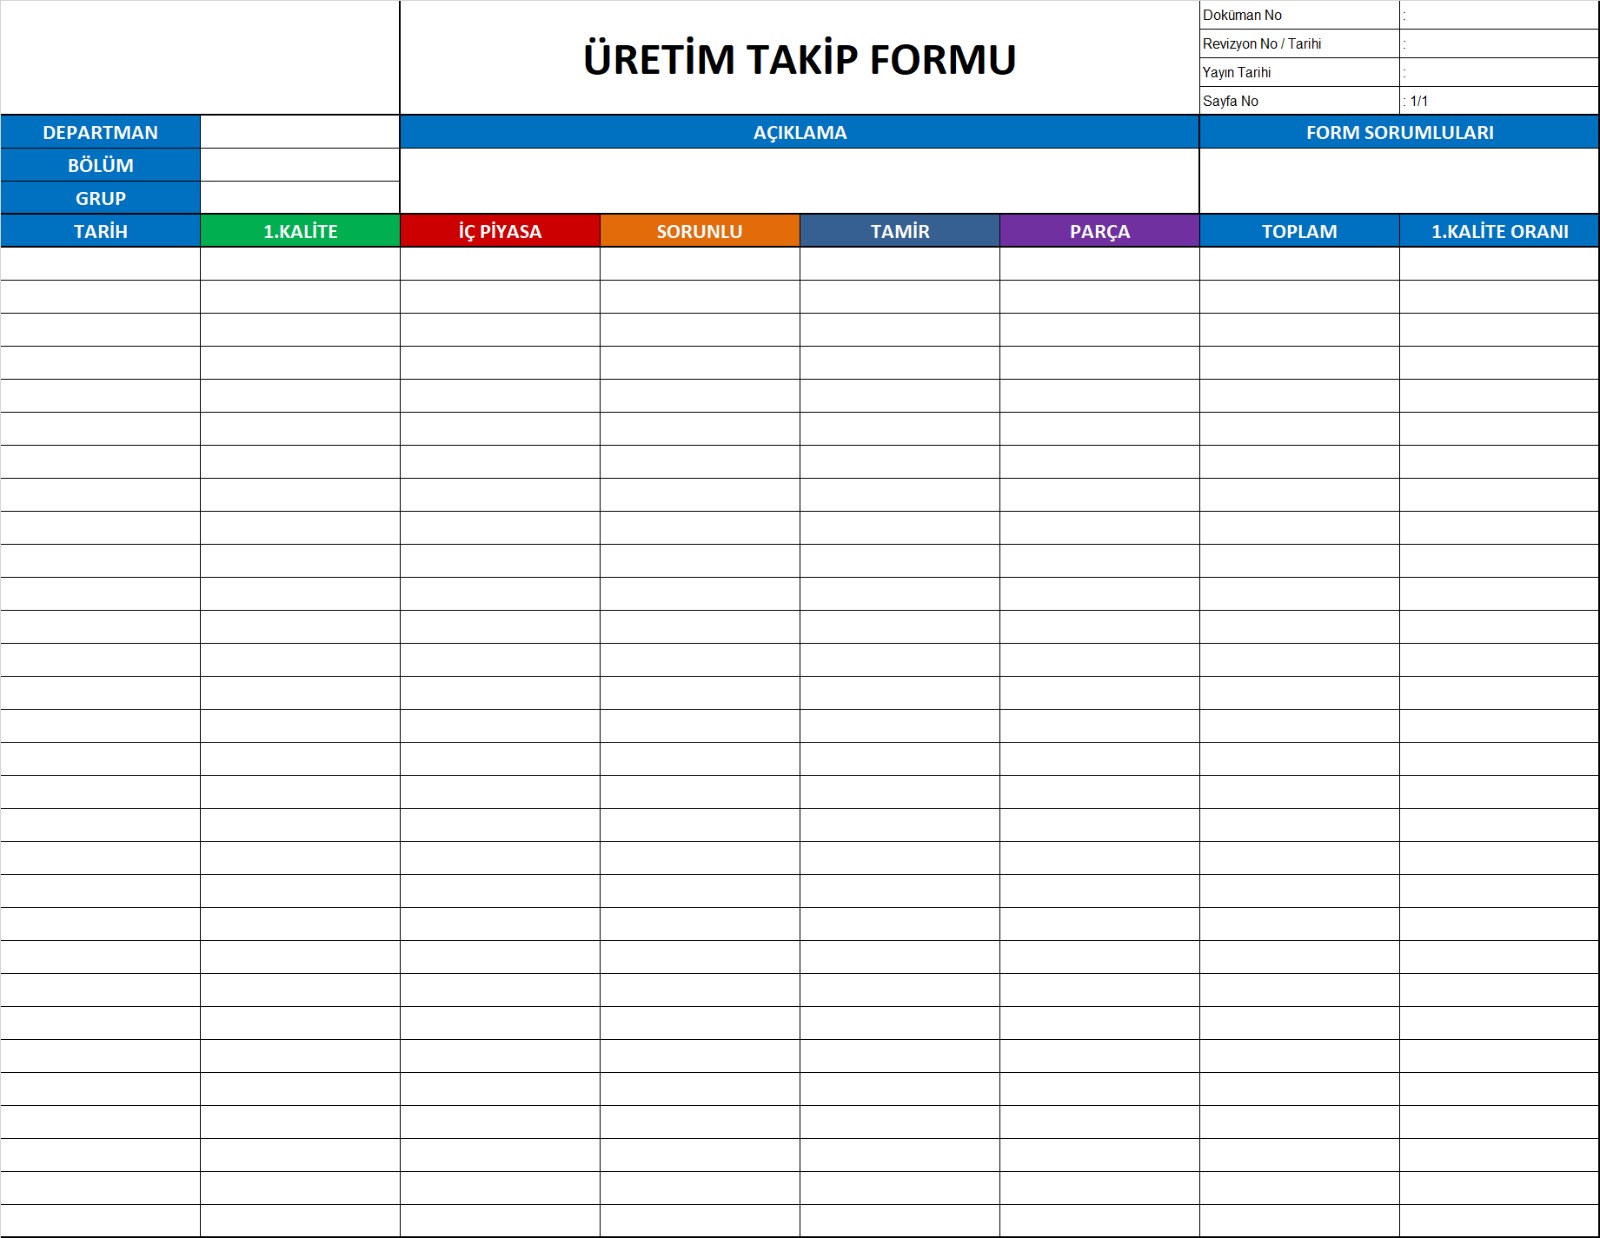 ÜRETİM TAKİP FORMU
Doküman No :
Revizyon No / Tarihi :
Yayın Tarihi :
Sayfa No : 1/1
DEPARTMAN AÇIKLAMA FORM SORUMLULARI
BÖLÜM
GRUP
TARİH 1.KALİTE İÇ PİYASA SORUNLU TAMİR PARÇA TOPLAM 1.KALİTE ORANI